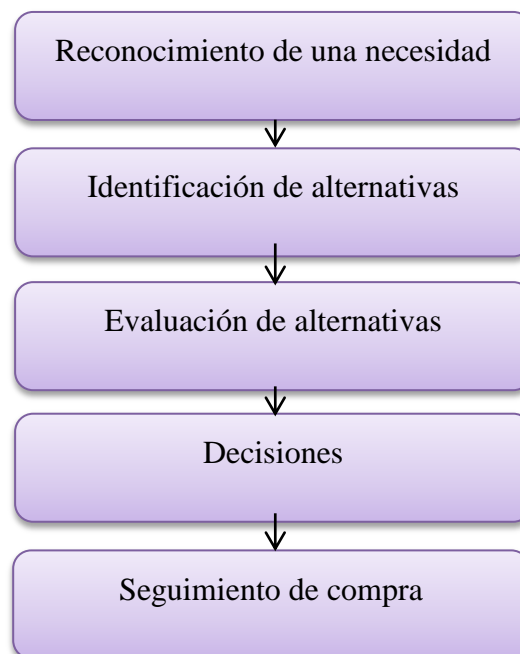 Reconocimiento de una necesidad
Identificación de alternativas
Evaluación de alternativas
Decisiones
Seguimiento de compra